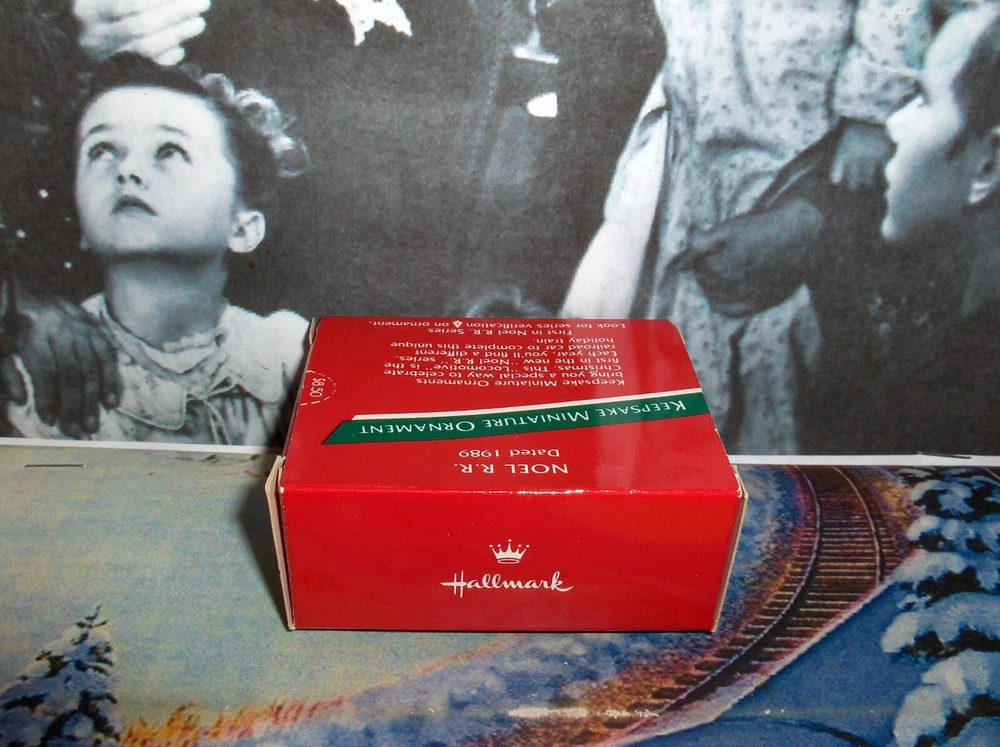 NOEL R.R.
Dated 1989
KEEPSAKE MINIATURE ORNAMENT
Keepsake Miniature Ornaments
bring you a special way to celebrate
Christmas. This "Locomotive" is the
first in the new "Noel R.R." series.
Each year, you'll find a different
railroad car to complete this unique
holiday train.
First in Noel R.R. Series
Look for series verification on ornament.
$8.50
Hallmark